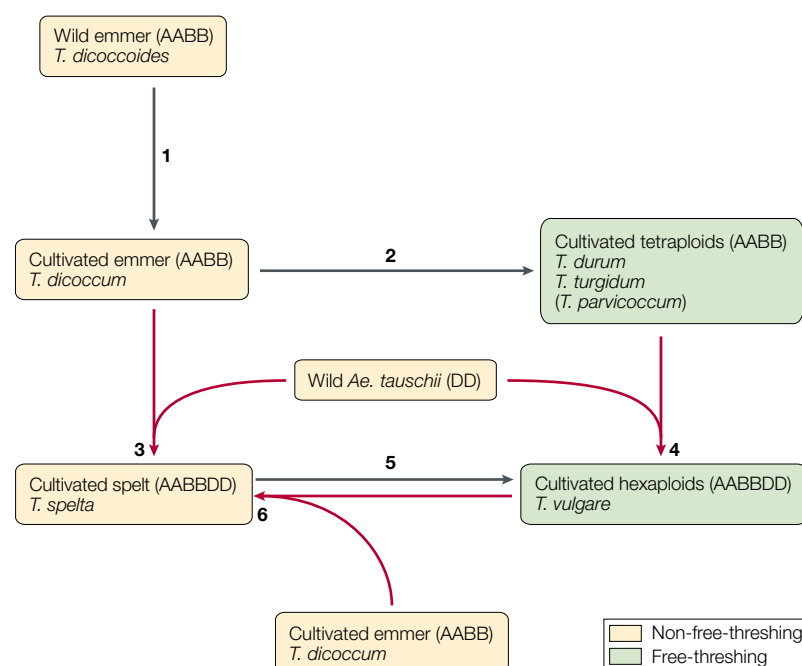 Wild emmer (AABB)
T. dicoccoides
1
Cultivated emmer (AABB)
T. dicoccum
2
Cultivated tetraploids (AABB)
T. durum
T. turgidum
(T. parvicoccum)
Wild Ae. tauschii (DD)
3
4
Cultivated spelt (AABBDD)
T. spelta
5
6
Cultivated hexaploids (AABBDD)
T. vulgare
Cultivated emmer (AABB)
T. dicoccum
Non-free-threshing
Free-threshing